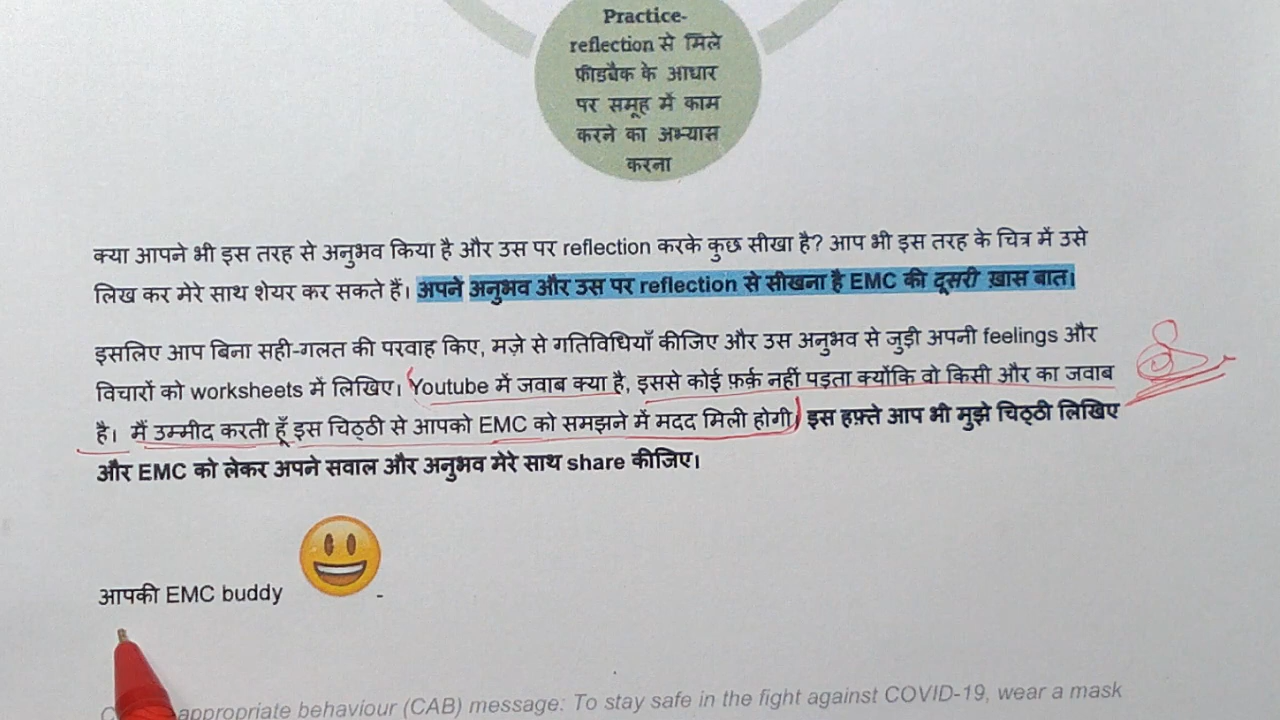 Practice-
reflection से मिले
फीडबैक के आधार
पर समूह में काम
करने का अभ्यास
करना
क्या आपने भी इस तरह से अनुभव किया है और उस पर reflection करके कुछ सीखा है? आप भी इस तरह के चित्र में उसे
लिख कर मेरे साथ शेयर कर सकते हैं। अपने अनुभव और उस पर reflection से सीखना है EMC की दूसरी ख़ास बात।
इसलिए आप बिना सही-गलत की परवाह किए, मज़े से गतिविधियाँ कीजिए और उस अनुभव से जुड़ी अपनी feelings और
विचारों को worksheets में लिखिए। Youtube में जवाब क्या है, इससे कोई फ़र्क़ नहीं पड़ता क्योंकि वो किसी और का जवाब
है। मैं उम्मीद करती हूँ इस चिठ्ठी से आपको EMC को समझने में मदद मिली होगी। इस हफ़्ते आप भी मुझे चिठ्ठी लिखिए
और EMC को लेकर अपने सवाल और अनुभव मेरे साथ share कीजिए।
आपकी EMC buddy
appropriate behaviour (CAB) message: To stay safe in the fight against COVID-19, wear a mask